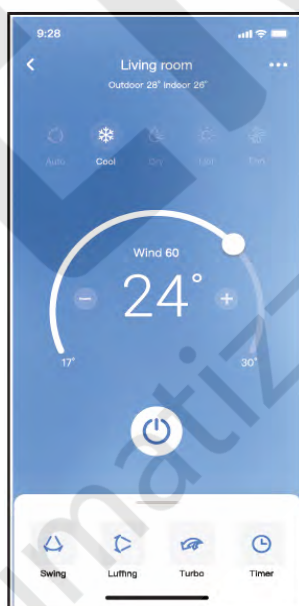 9:28
Living room
Outdoor 28° Indoor 26°
Auto Cool Dry
Wind 60
24°
17° 30°
Swing Luffing Turbo Timer